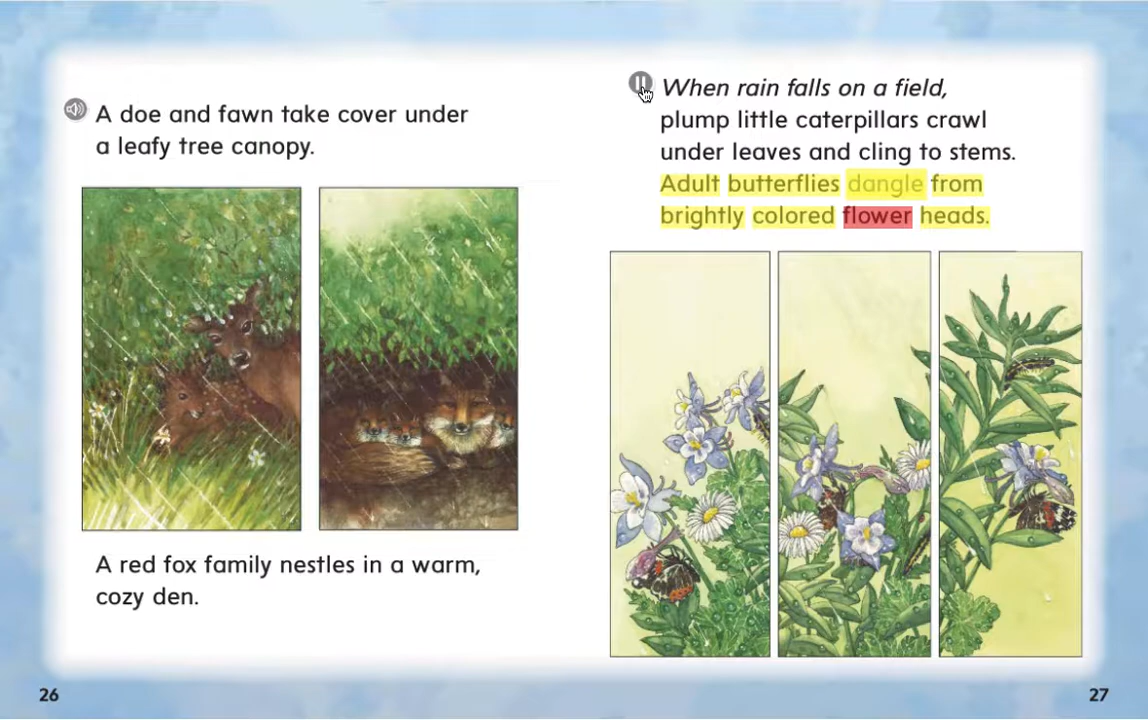 A doe and fawn take cover under
a leafy tree canopy.
A red fox family nestles in a warm,
cozy den.
26
When rain falls on a field,
plump little caterpillars crawl
under leaves and cling to stems.
Adult butterflies dangle from
brightly colored flower heads.
27